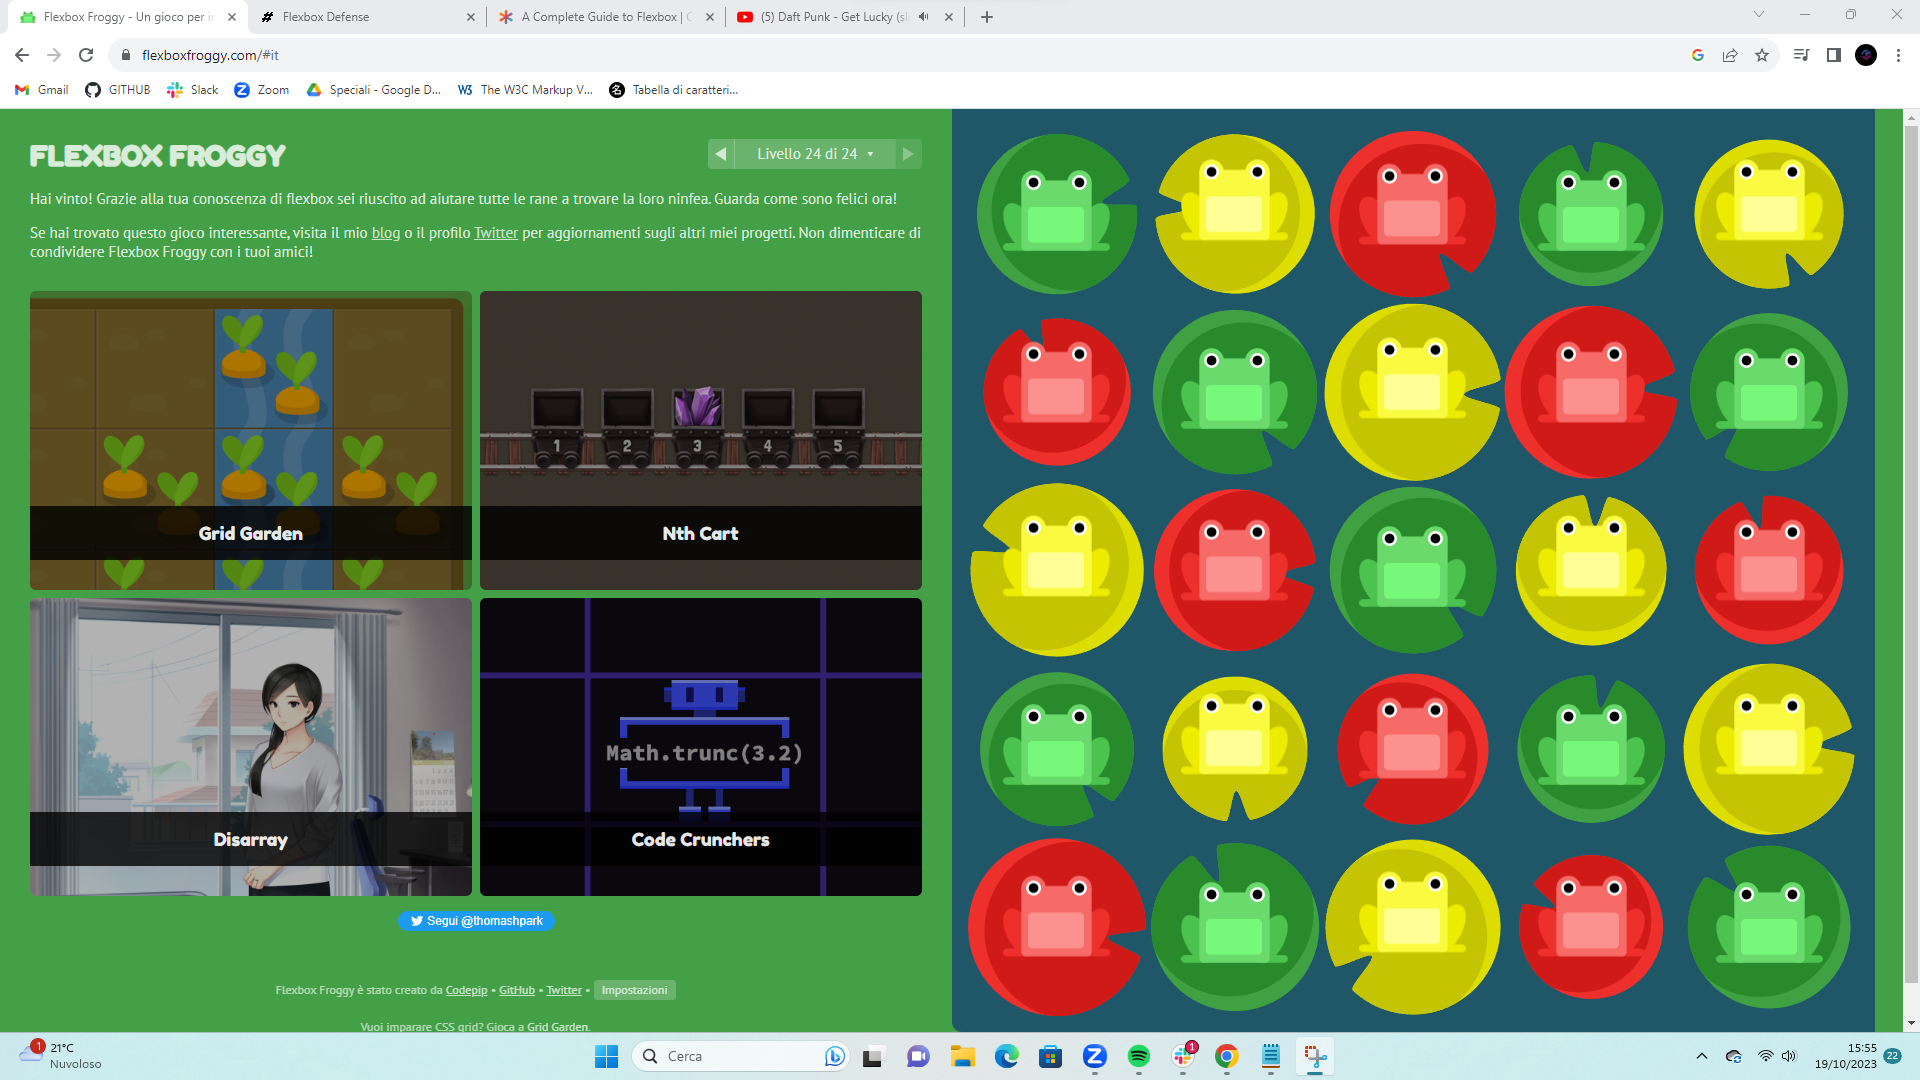 Flexbox Froggy - Un gioco per in
Flexbox Defense
A Complete Guide to Flexbox | C
(5) Daft Punk - Get Lucky (sl
flexboxfroggy.com/#it
Gmail
GITHUB
Slack
Zoom
Speciali - Google D...
The W3C Markup V...
Tabella di caratteri...
FLEXBOX FROGGY
Livello 24 di 24
Hai vinto! Grazie alla tua conoscenza di flexbox sei riuscito ad aiutare tutte le rane a trovare la loro ninfea. Guarda come sono felici ora!
Se hai trovato questo gioco interessante, visita il mio blog o il profilo Twitter per aggiornamenti sugli altri miei progetti. Non dimenticare di
condividere Flexbox Froggy con i tuoi amici!
1 2 3 4 5
Grid Garden
Nth Cart
Math.trunc(3.2)
Disarray
Code Crunchers
Segui @thomashpark
Flexbox Froggy è stato creato da Codepip • GitHub • Twitter • Impostazioni
Vuoi imparare CSS grid? Gioca a Grid Garden.
1
21°C
Nuvoloso
Cerca
1
15:55
19/10/2023
22